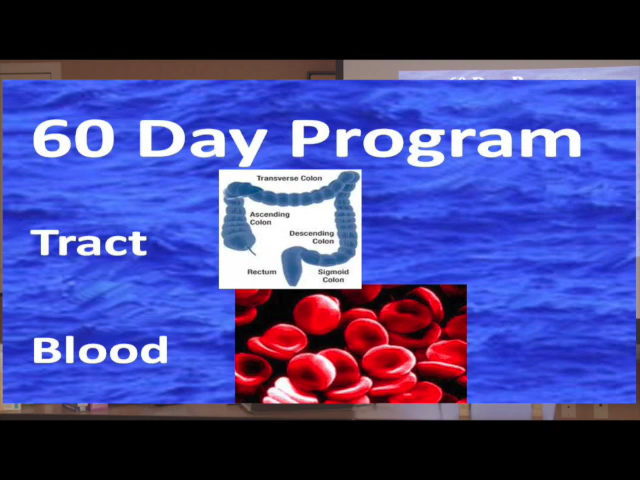 60 Day Program
Transverse Colon
Ascending
Colon
Tract
Descending
Colon
Rectum
Sigmoid
Colon
Blood